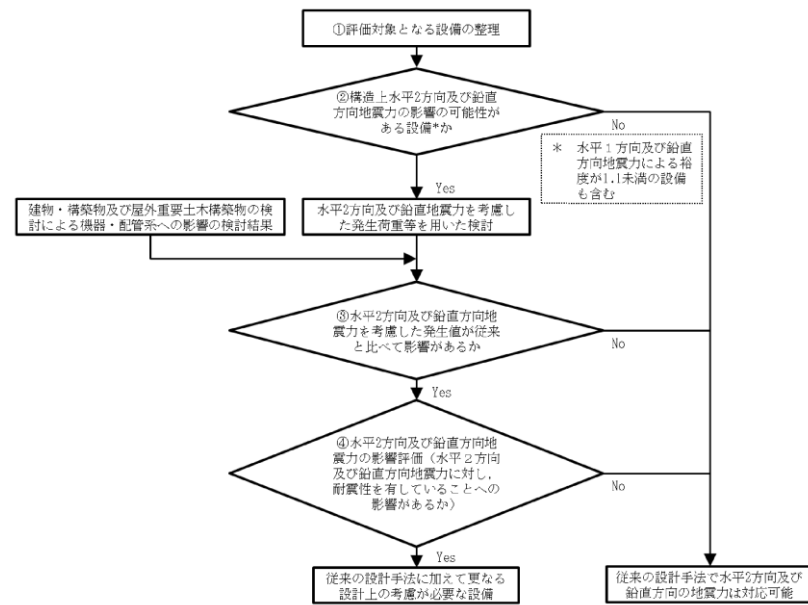 ①評価対象となる設備の整理
②構造上水平2方向及び鉛直
方向地震力の影響の可能性が
ある設備*か
No
* 水平１方向及び鉛直
方向地震力による裕
度が1.1未満の設備
も含む
Yes
建物・構築物及び屋外重要土木構築物の検
討による機器・配管系への影響の検討結果
水平2方向及び鉛直地震力を考慮し
た発生荷重等を用いた検討
③水平2方向及び鉛直方向地
震力を考慮した発生値が従来
と比べて影響があるか
No
Yes
④水平2方向及び鉛直方向地
震力の影響評価（水平２方向
及び鉛直方向地震力に対し，
耐震性を有していることへの
影響があるか）
No
Yes
従来の設計手法に加えて更なる
設計上の考慮が必要な設備
従来の設計手法で水平2方向及び
鉛直方向の地震力は対応可能